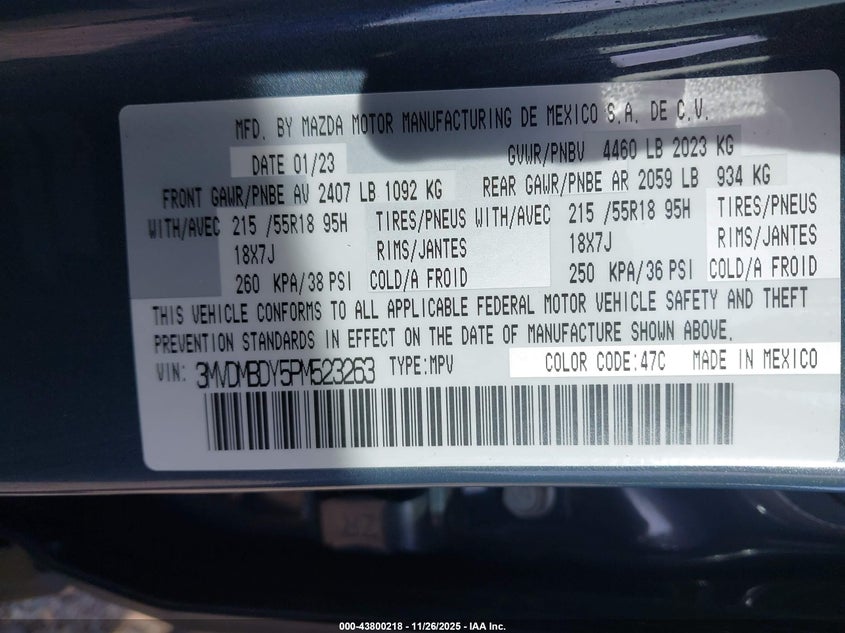 MFD. BY MAZDA MOTOR MANUFACTURING DE MEXICO S.A. DE C.V.
DATE 01/23 GVWR/PNBV 4460 LB 2023 KG
FRONT GAWR/PNBE AV 2407 LB 1092 KG REAR GAWR/PNBE AR 2059 LB 934 KG
WITH/AVEC 215 /55R18 95H TIRES/PNEUS WITH/AVEC 215 /55R18 95H TIRES/PNEUS
18X7J RIMS/JANTES 18X7J RIMS/JANTES
260 KPA/38 PSI COLD/A FROID 250 KPA/36 PSI COLD/A FROID
THIS VEHICLE CONFORMS TO ALL APPLICABLE FEDERAL MOTOR VEHICLE SAFETY AND THEFT
PREVENTION STANDARDS IN EFFECT ON THE DATE OF MANUFACTURE SHOWN ABOVE.
VIN: 3MVDMBDY5PM523263 TYPE:MPV COLOR CODE:47C MADE IN MEXICO
000-43800218 - 11/26/2025 - IAA Inc.